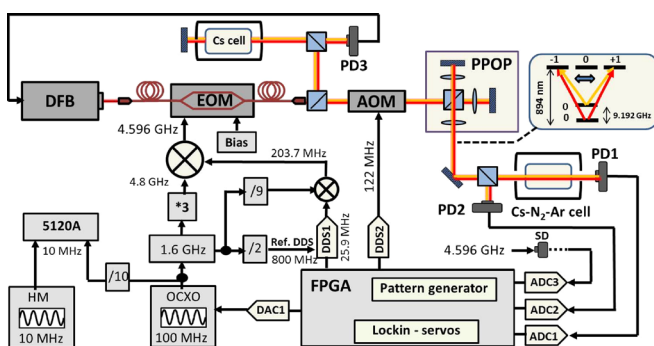 Cs cell
PD3
PPOP
-1 0 +1
894 nm
0
0
9.192 GHz
DFB
EOM
AOM
4.596 GHz
Bias
203.7 MHz
122 MHz
4.8 GHz
/9
*3
PD1
PD2
Cs-N2-Ar cell
5120A
1.6 GHz
/2
Ref. DDS
800 MHz
DDS1
25.9 MHz
DDS2
4.596 GHz
SD
10 MHz
/10
FPGA
Pattern generator
ADC3
HM
10 MHz
OCXO
100 MHz
DAC1
ADC2
Lockin - servos
ADC1